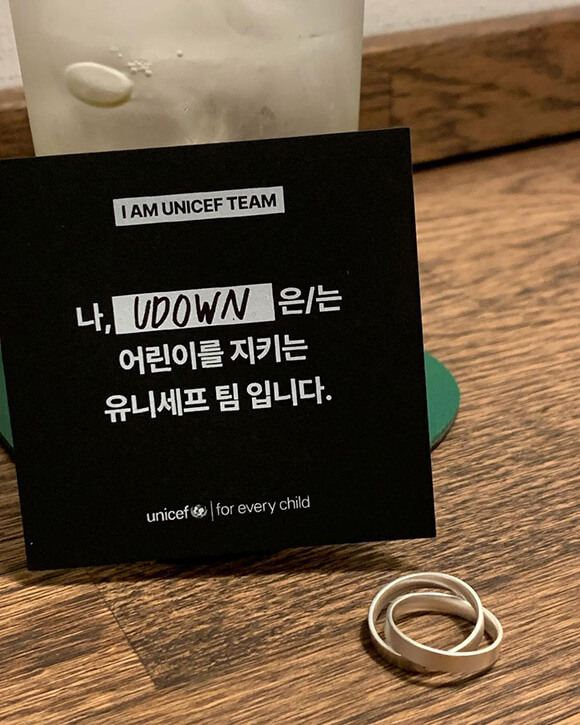 I AM UNICEF TEAM
나, UDOWN 은/는
어린이를 지키는
유니세프 팀 입니다.
unicef | for every child